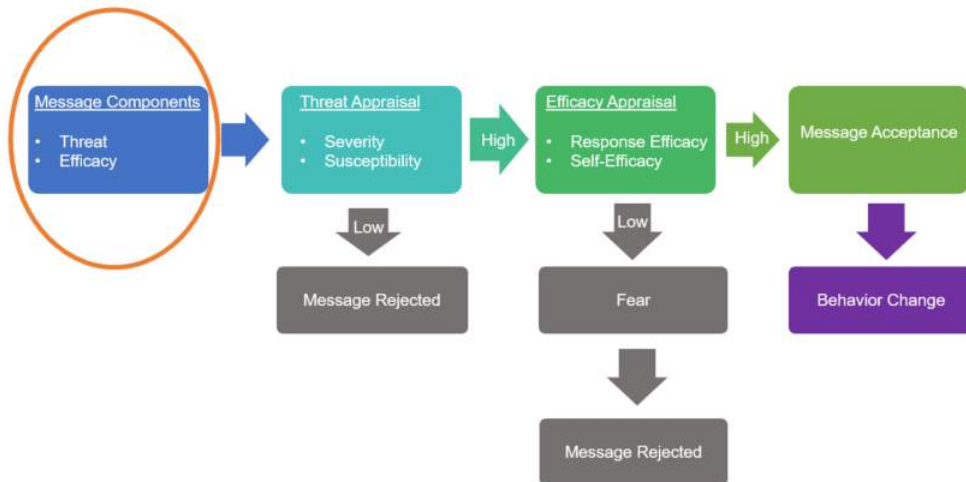 Message Components
• Threat
• Efficacy
Threat Appraisal
• Severity
• Susceptibility
High
Efficacy Appraisal
• Response Efficacy
• Self-Efficacy
High
Message Acceptance
Low
Low
Message Rejected
Fear
Behavior Change
Message Rejected